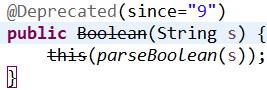 @Deprecated(since="9")
public Boolean(String s) {
this(parseBoolean(s));
}